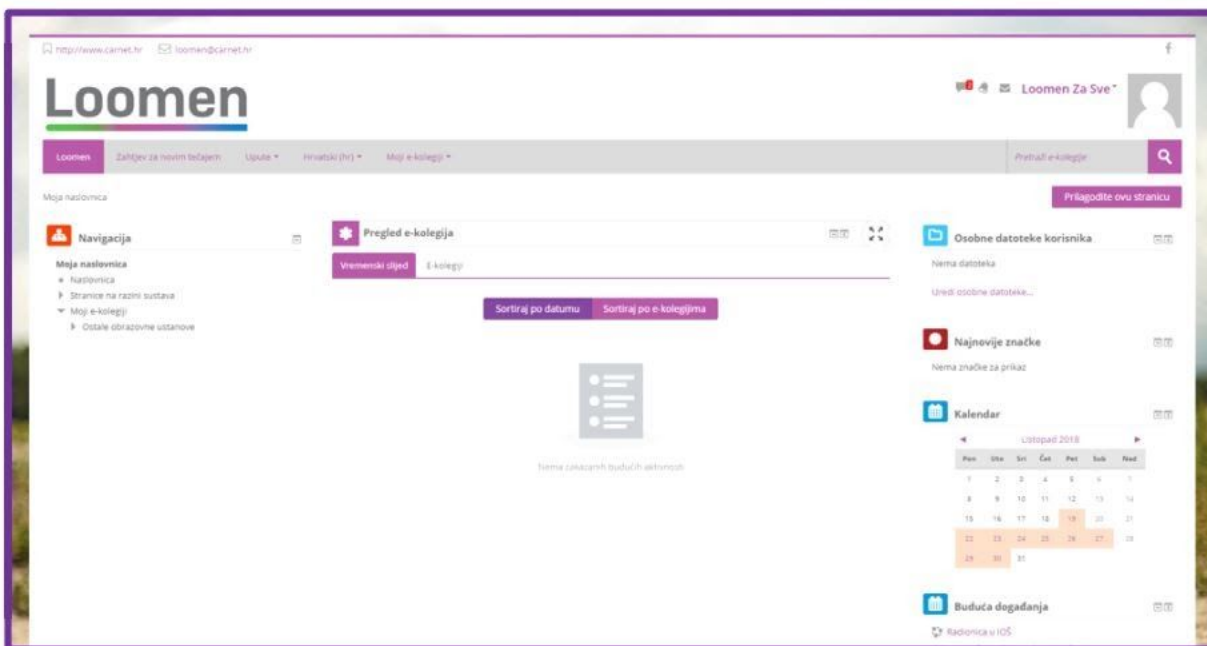 http://www.carnet.hr loomen@carnet.hr
Loomen
Loomen Za Sve
Loomen Zahtjev za novim tečajem Upute Hrvatski (hr) Moji e-kolegiji
Pretraži e-kolegije
Moja naslovnica
Prilagodite ovu stranicu
Navigacija
Moja naslovnica
Naslovnica
Stranice na razini sustava
Moji e-kolegiji
Ostale obrazovne ustanove
Pregled e-kolegija
Vremenski slijed E-kolegiji
Sortiraj po datumu Sortiraj po e-kolegijima
Nema zakazanih budućih aktivnosti
Osobne datoteke korisnika
Nema datoteka
Uredi osobne datoteke...
Najnovije značke
Nema značke za prikaz
Kalendar
Listopad 2018
Pon Uto Sri Čet Pet Sub Ned
1 2 3 4 5 6 7
8 9 10 11 12 13 14
15 16 17 18 19 20 21
22 23 24 25 26 27 28
29 30 31
Buduća događanja
Radionica u IOŠ